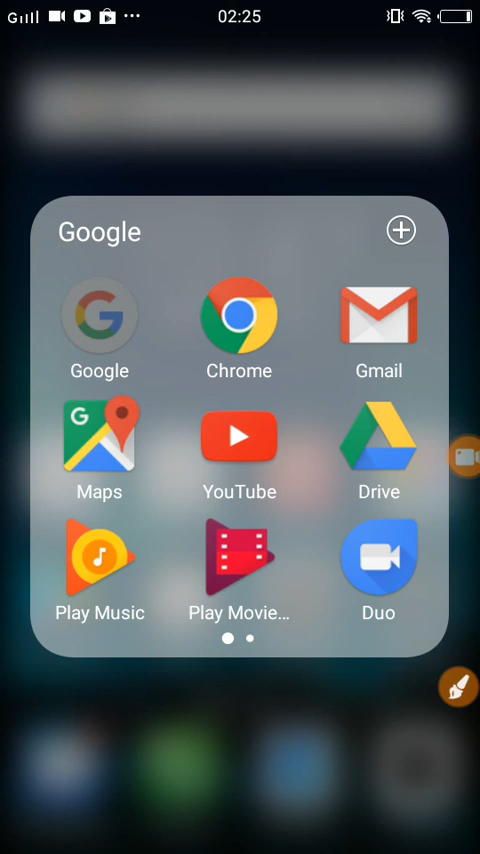 G 02:25
Google
Google Chrome Gmail
G
Maps YouTube Drive
Play Music Play Movie... Duo